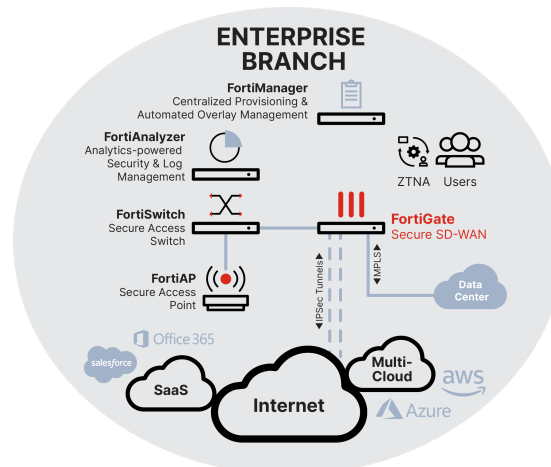 ENTERPRISE
BRANCH
FortiManager
Centralized Provisioning &
Automated Overlay Management
FortiAnalyzer
Analytics-powered
Security & Log
Management
ZTNA
Users
FortiSwitch
Secure Access
Switch
FortiGate
Secure SD-WAN
FortiAP
Secure Access
Point
◄IPSec Tunnels►
◄MPLS►
Data
Center
Office 365
salesforce
SaaS
Internet
Multi-
Cloud
aws
Azure